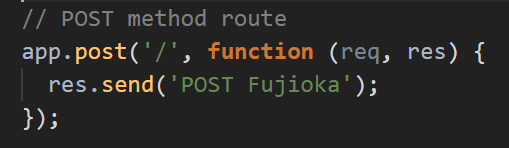 // POST method route
app.post('/', function (req, res) {
  res.send('POST Fujioka');
});